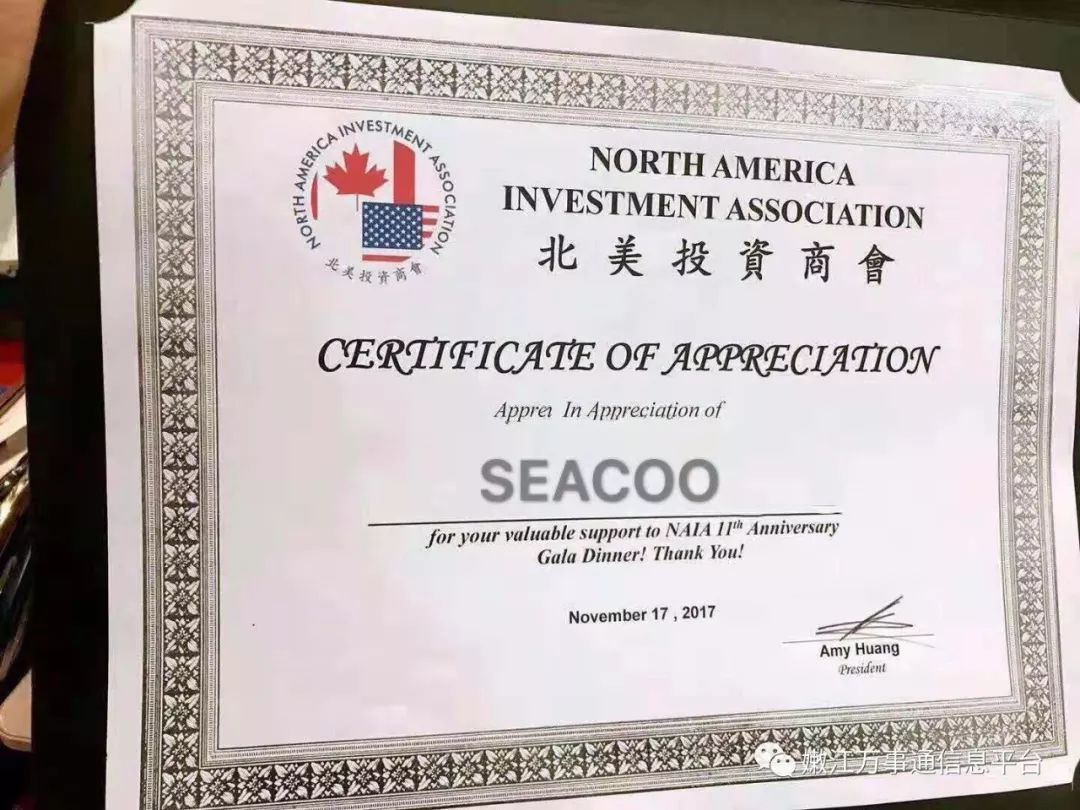 NORTH AMERICA INVESTMENT ASSOCIATION
北美投資商會
NORTH AMERICA
INVESTMENT ASSOCIATION
北美投資商會
CERTIFICATE OF APPRECIATION
Apprei In Appreciation of
SEACOO
for your valuable support to NAIA 11th Anniversary
Gala Dinner! Thank You!
November 17 , 2017
Amy Huang
President
嫩江万事通信息平台